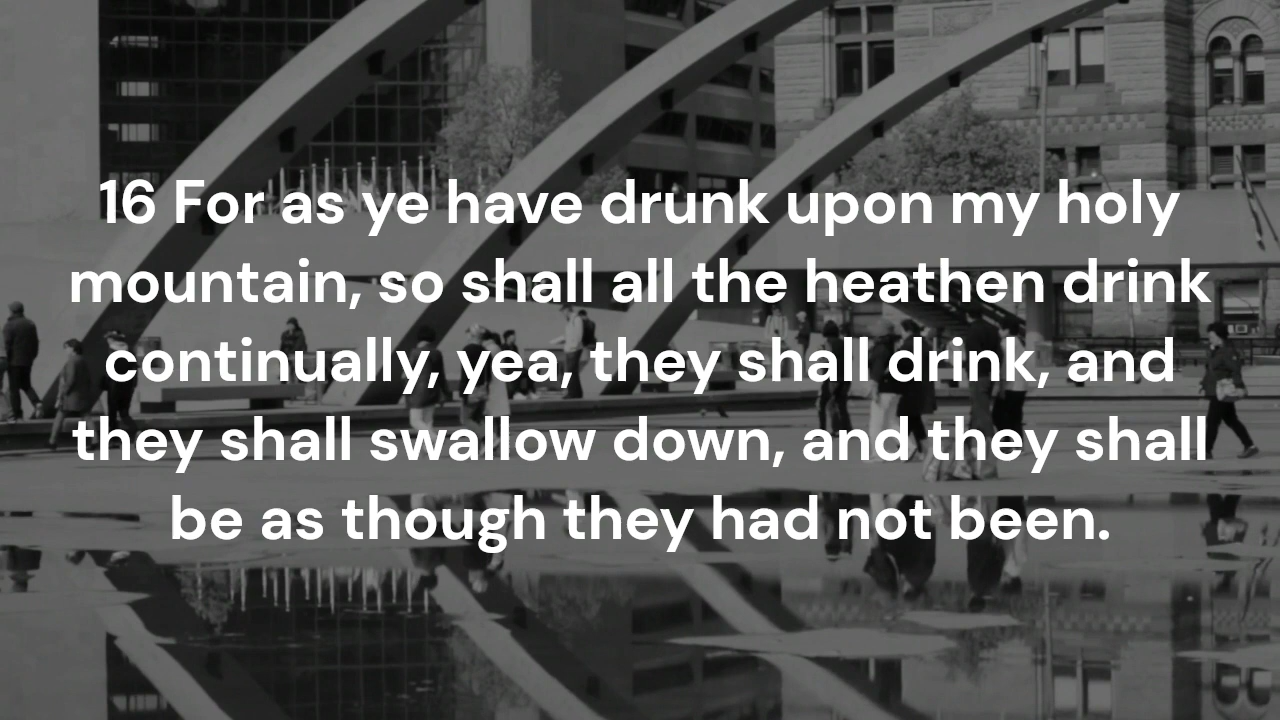 16 For as ye have drunk upon my holy
mountain, so shall all the heathen drink
continually, yea, they shall drink, and
they shall swallow down, and they shall
be as though they had not been.